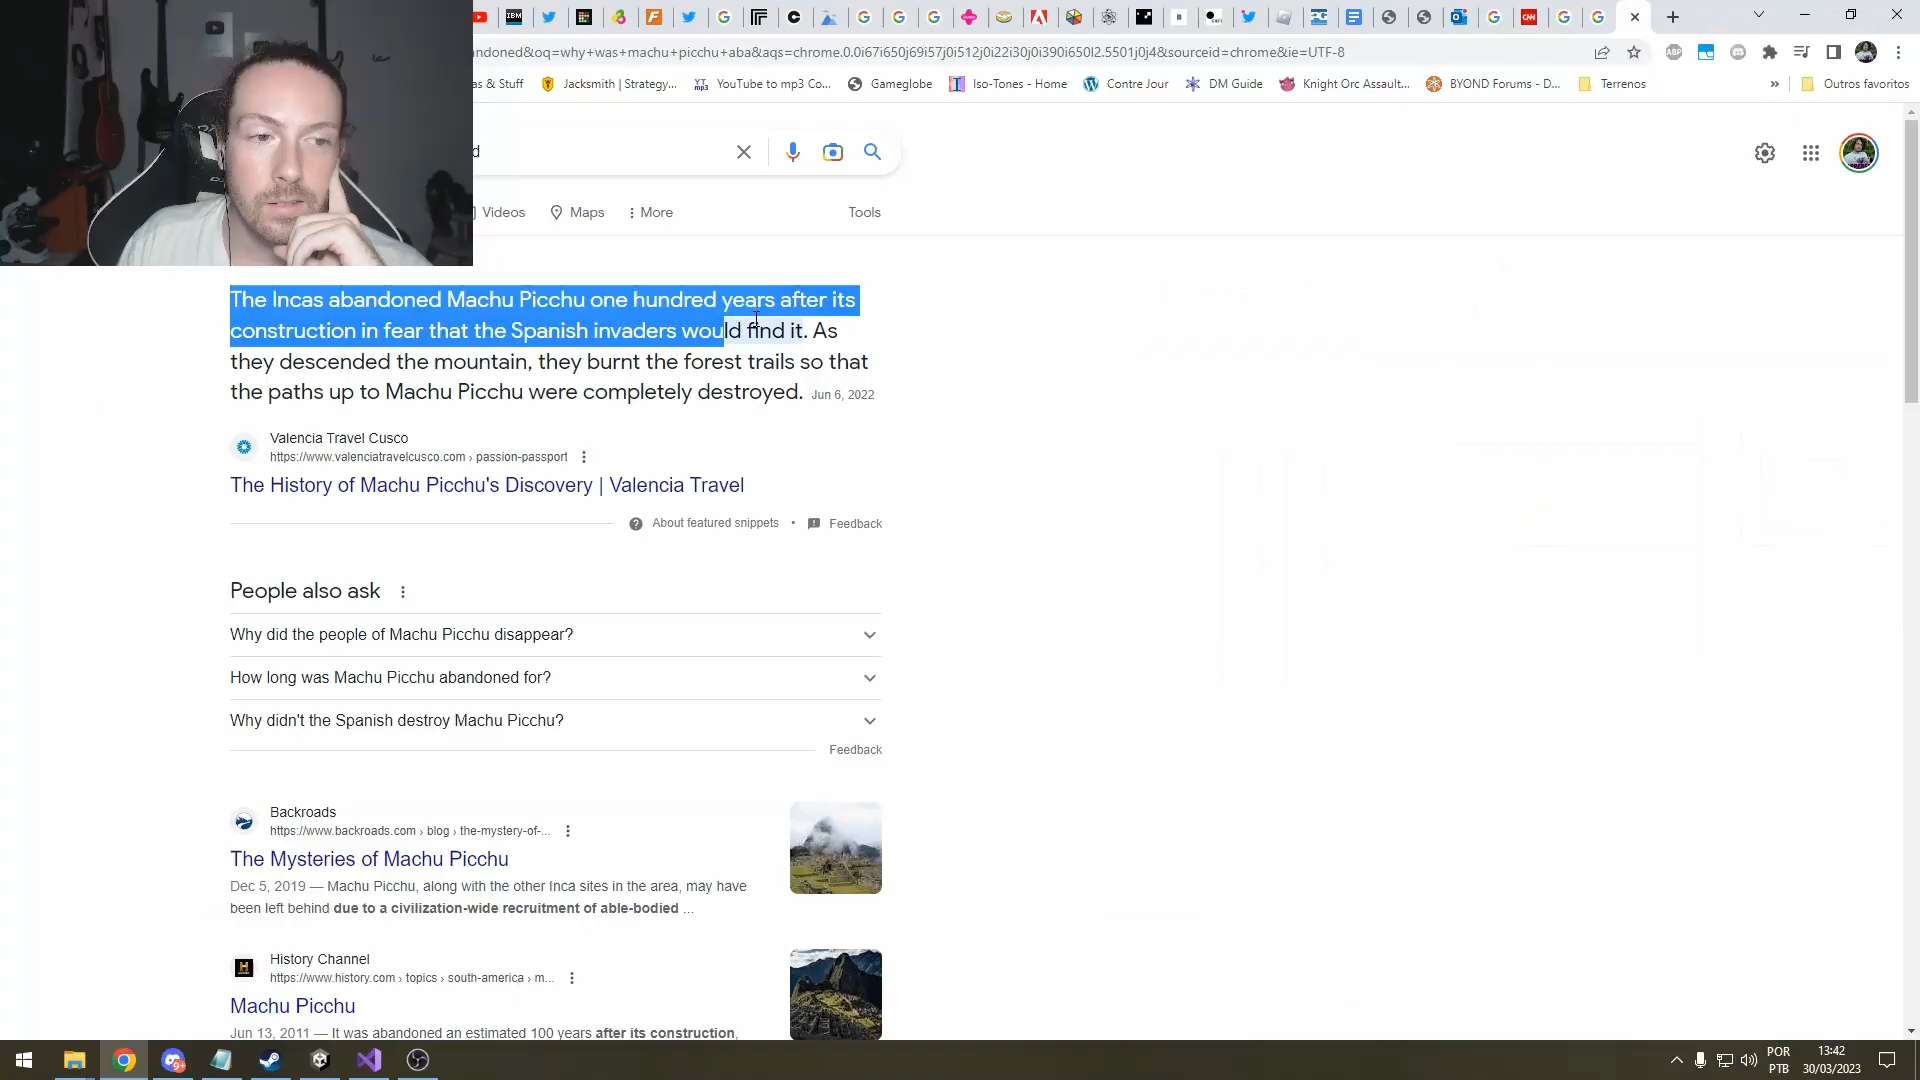 IBM
CNN
ndoned&oq=why+was+machu+picchu+aba&aqs=chrome.0.0i67i650j69i57j0i512j0i22i30j0i390i650l2.5501j0j4&sourceid=chrome&ie=UTF-8
ABP
as & Stuff
Jacksmith | Strategy...
YouTube to mp3 Co...
Gameglobe
Iso-Tones - Home
Contre Jour
DM Guide
Knight Orc Assault...
BYOND Forums - D...
Terrenos
»
Outros favoritos
d
Videos
Maps
More
Tools
The Incas abandoned Machu Picchu one hundred years after its
construction in fear that the Spanish invaders would find it. As
they descended the mountain, they burnt the forest trails so that
the paths up to Machu Picchu were completely destroyed. Jun 6, 2022
Valencia Travel Cusco
https://www.valenciatravelcusco.com › passion-passport
The History of Machu Picchu's Discovery | Valencia Travel
About featured snippets • Feedback
People also ask
Why did the people of Machu Picchu disappear?
How long was Machu Picchu abandoned for?
Why didn't the Spanish destroy Machu Picchu?
Feedback
Backroads
https://www.backroads.com › blog › the-mystery-of-...
The Mysteries of Machu Picchu
Dec 5, 2019 — Machu Picchu, along with the other Inca sites in the area, may have
been left behind due to a civilization-wide recruitment of able-bodied ...
History Channel
https://www.history.com › topics › south-america › m...
Machu Picchu
Jun 13, 2011 — It was abandoned an estimated 100 years after its construction,
9+
POR
PTB
13:42
30/03/2023